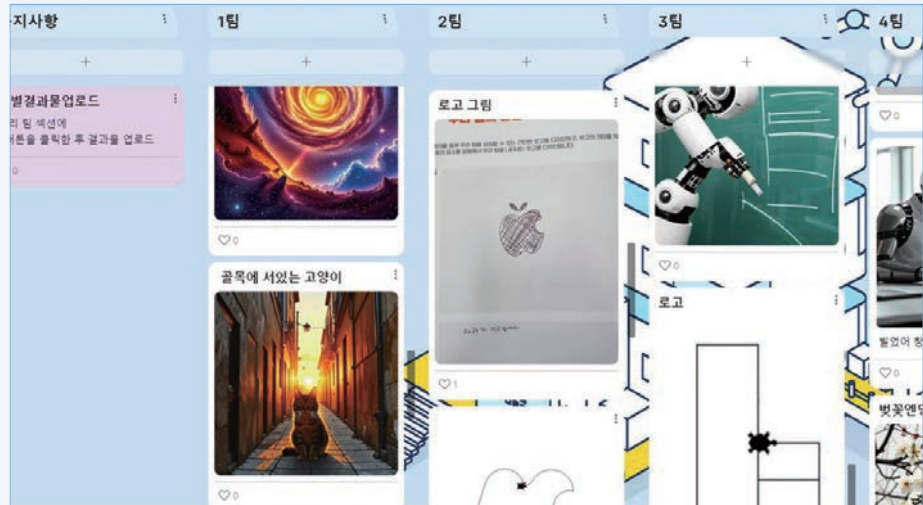 지사항
1팀
2팀
3팀
4팀
별결과물업로드
리 팀 섹션에
버튼을 클릭한 후 결과물 업로드
0
0
골목에 서있는 고양이
0
로고 그림
1
0
로고
0
0
벚꽃엔딩